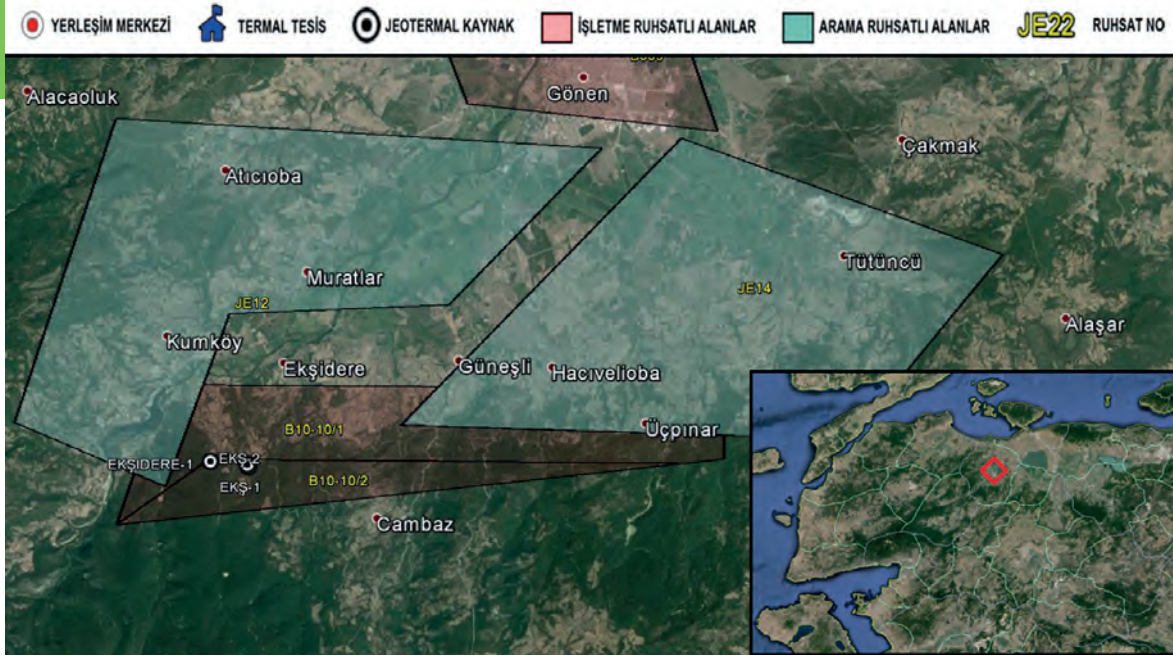 YERLEŞİM MERKEZİ TERMAL TESİS JEOTERMAL KAYNAK İŞLETME RUHSATLI ALANLAR ARAMA RUHSATLI ALANLAR JE22 RUHSAT NO
Alacaoluk
Gönen
Çakmak
Atıcıoba
Tütüncü
Muratlar
JE14
JE12
Alaşar
Kumköy
Ekşidere
Güneşli
Hacıvelioba
B10-10/1
Üçpınar
EKŞIDERE-1
EKŞ-2
EKŞ-1
B10-10/2
Cambaz